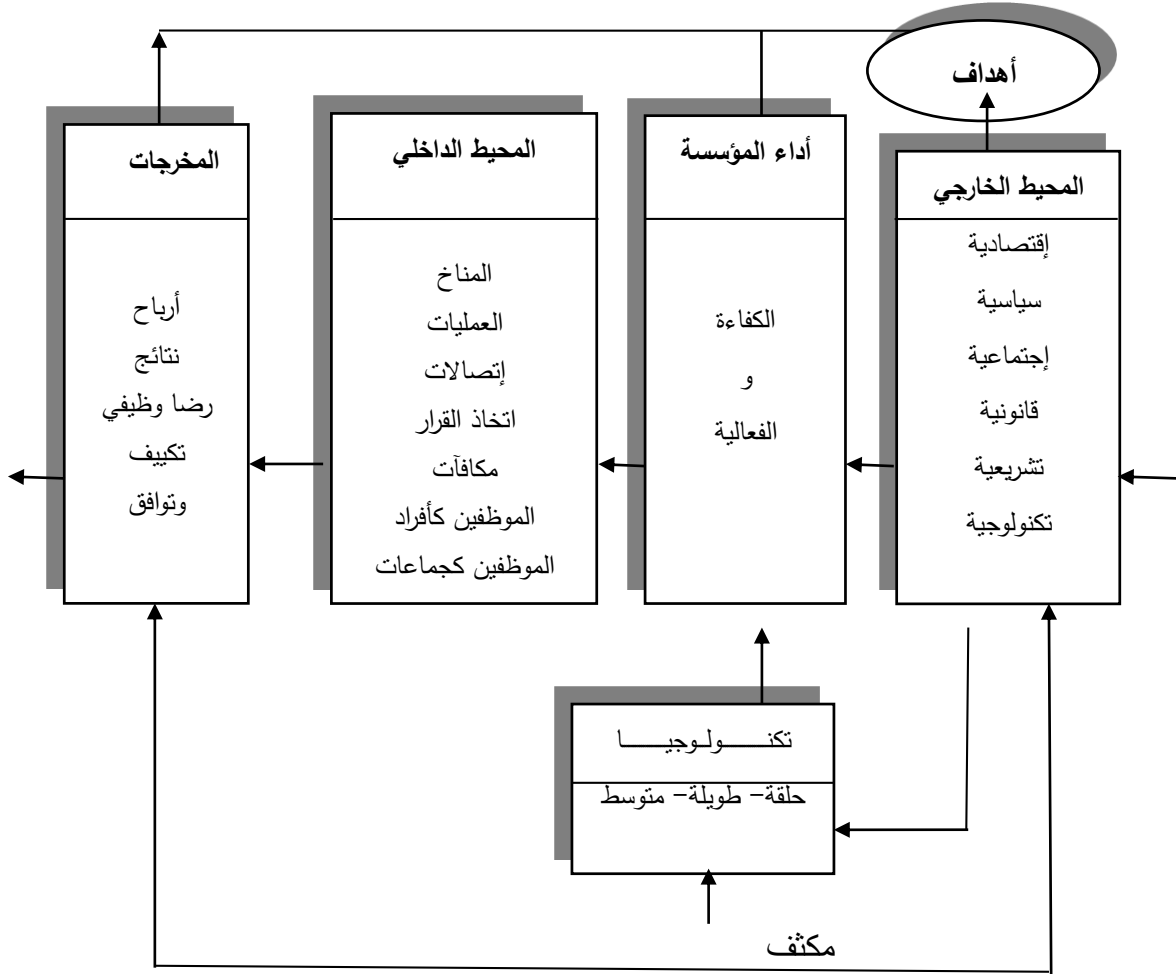 أهداف
المحيط الخارجي
إقتصادية
سياسية
إجتماعية
قانونية
تشريعية
تكنولوجية
أداء المؤسسة
الكفاءة
و
الفعالية
المحيط الداخلي
المناخ
العمليات
إتصالات
اتخاذ القرار
مكافآت
الموظفين كأفراد
الموظفين كجماعات
المخرجات
أرباح
نتائج
رضا وظيفي
تكييف
وتوافق
تكنـــــولـوجيــــــا
حلقة– طويلة– متوسط
مكثف